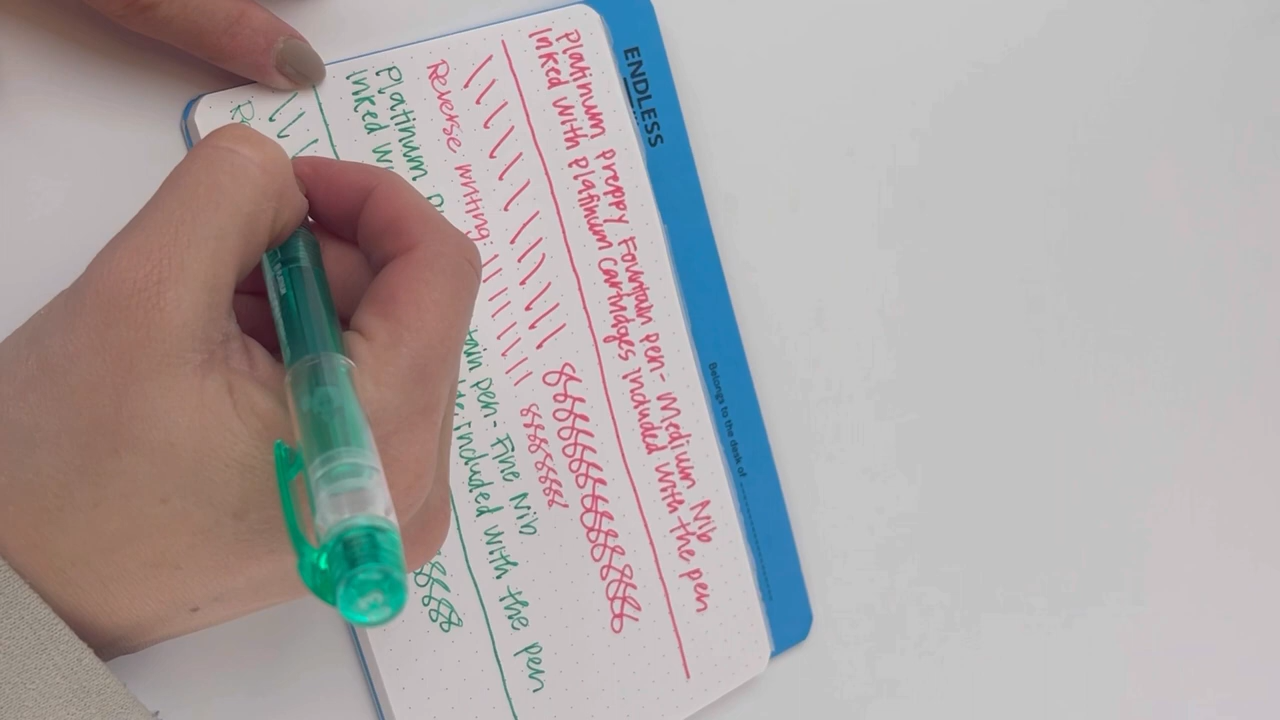 ENDLESS
Belongs to the desk of
Platinum preppy Fountain pen - Medium Nib
Inked with Platinum cartridges included with the pen
Reverse writing
Platinum
tain pen - Fine Nib
Inked
included with the pen